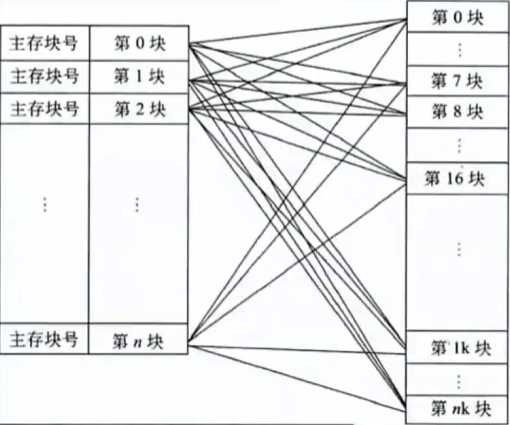 主存块号 第 0 块
主存块号 第 1 块
主存块号 第 2 块
⋮ ⋮
主存块号 第 n 块
第 0 块
⋮
第 7 块
第 8 块
⋮
第 16 块
⋮
第 1k 块
⋮
第 nk 块